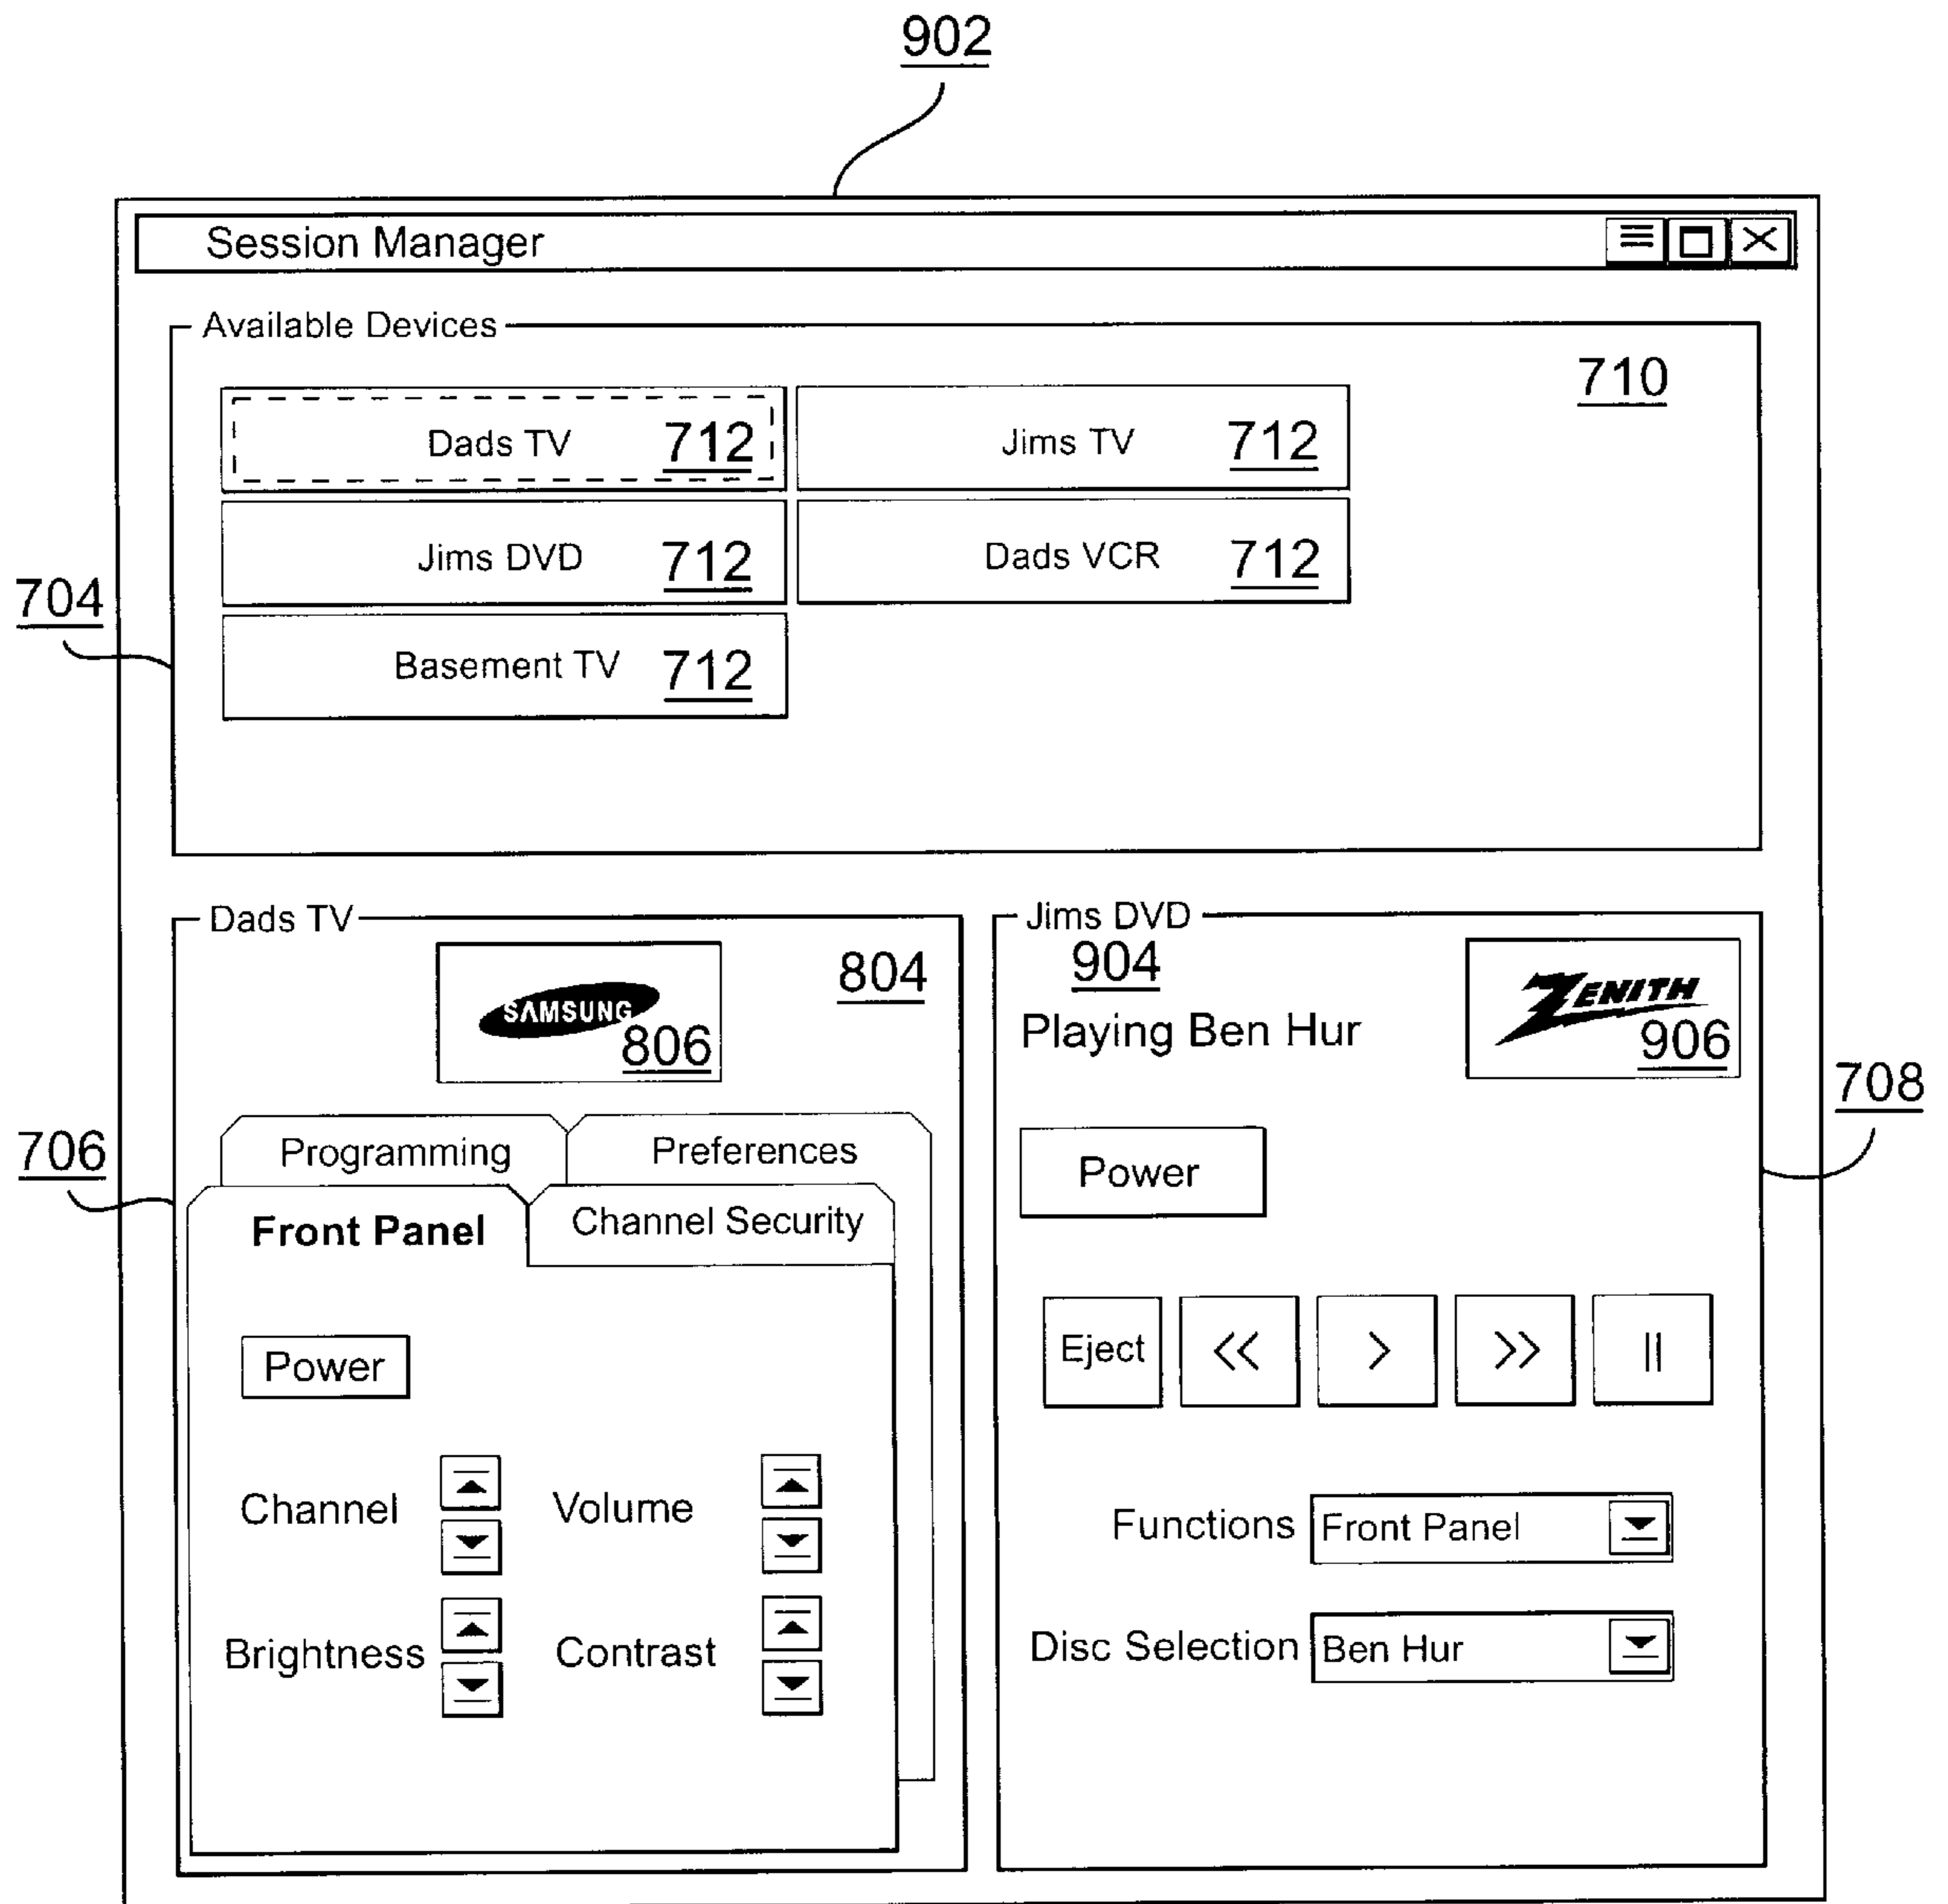 902
Session Manager
Available Devices
710
Dads TV 712
Jims TV 712
Jims DVD 712
Dads VCR 712
704
Basement TV 712
Dads TV
SAMSUNG
804
806
Jims DVD
904
ZENITH
Playing Ben Hur
906
708
706
Programming
Preferences
Front Panel
Channel Security
Power
Channel
Volume
Brightness
Contrast
Power
Eject << > >> ||
Functions Front Panel
Disc Selection Ben Hur